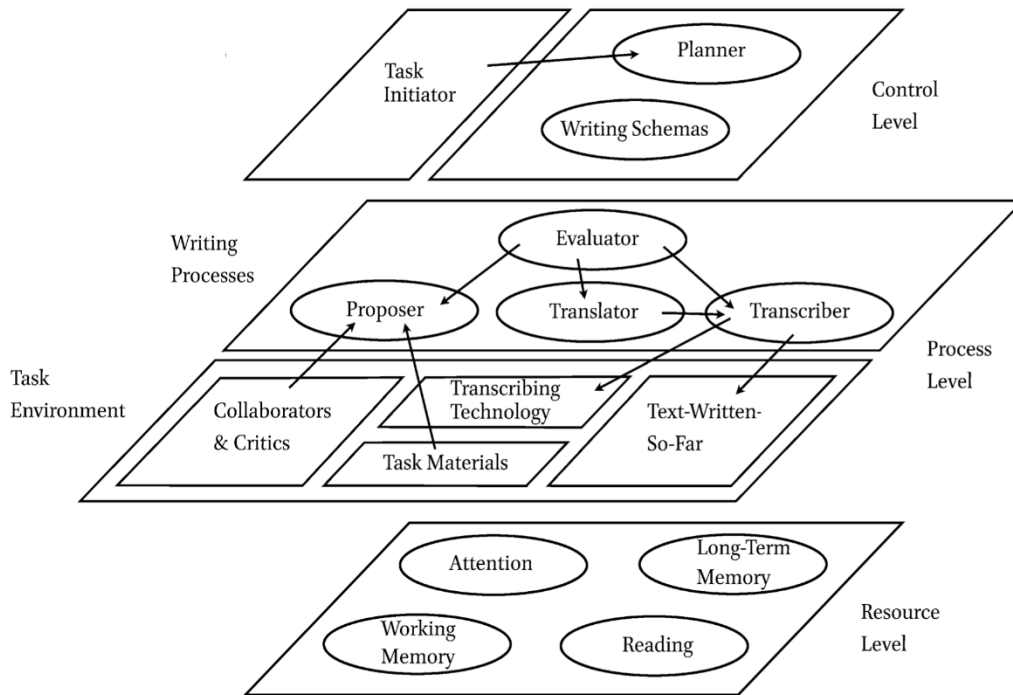 Planner
Task
Initiator
Control
Level
Writing Schemas
Writing
Processes
Evaluator
Proposer
Translator
Transcriber
Process
Level
Task
Environment
Collaborators
& Critics
Transcribing
Technology
Task Materials
Text-Written-
So-Far
Attention
Long-Term
Memory
Working
Memory
Reading
Resource
Level